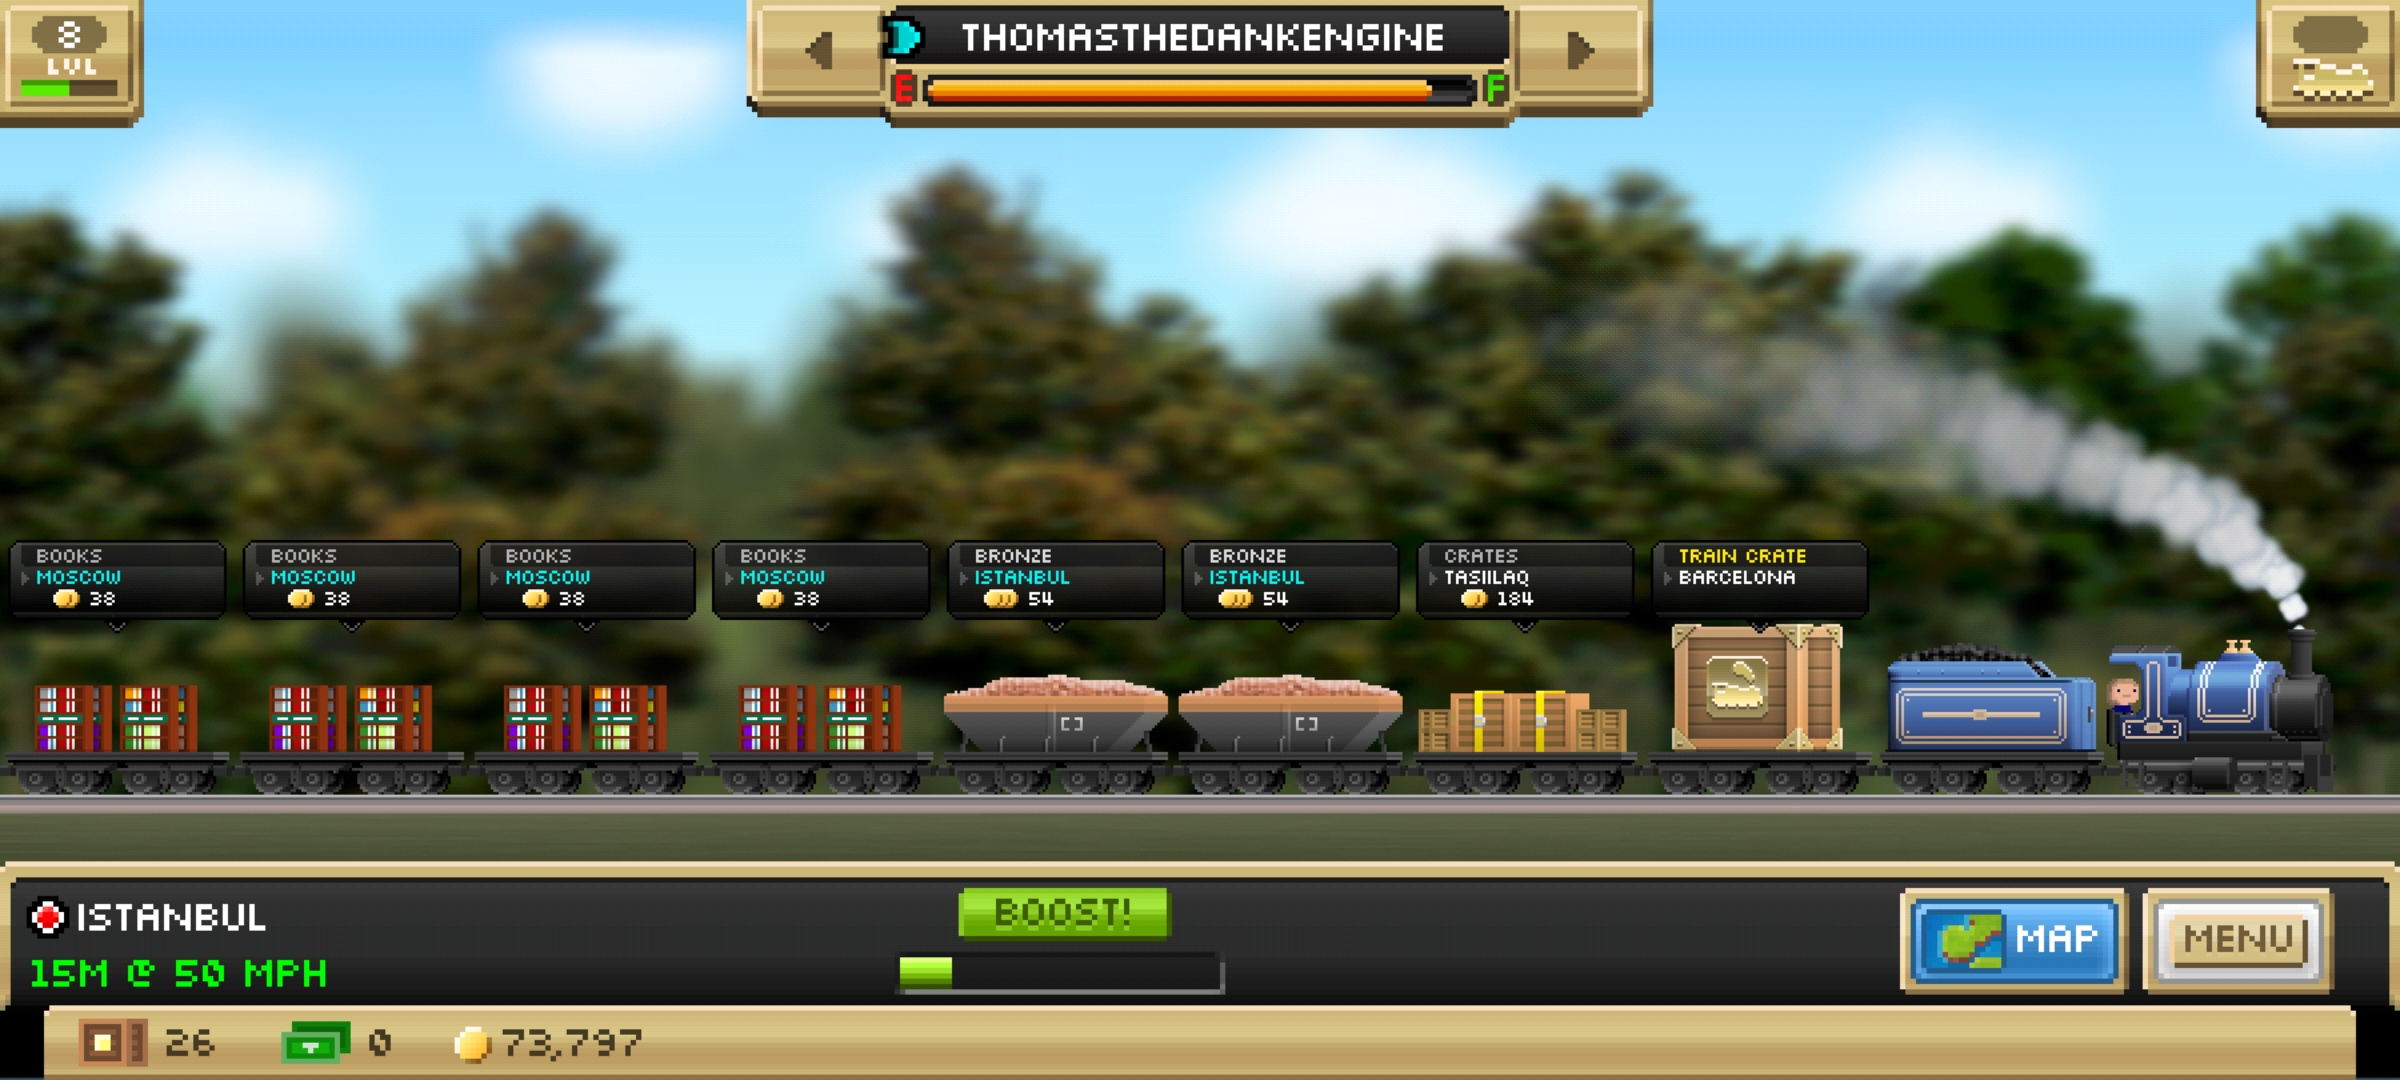 8
LVL
THOMASTHEDANKENGINE
E F
BOOKS
MOSCOW
38
BOOKS
MOSCOW
38
BOOKS
MOSCOW
38
BOOKS
MOSCOW
38
BRONZE
ISTANBUL
54
BRONZE
ISTANBUL
54
CRATES
TASIILAQ
184
TRAIN CRATE
BARCELONA
ISTANBUL
15M @ 50 MPH
BOOST!
MAP
MENU
26
0
73,797